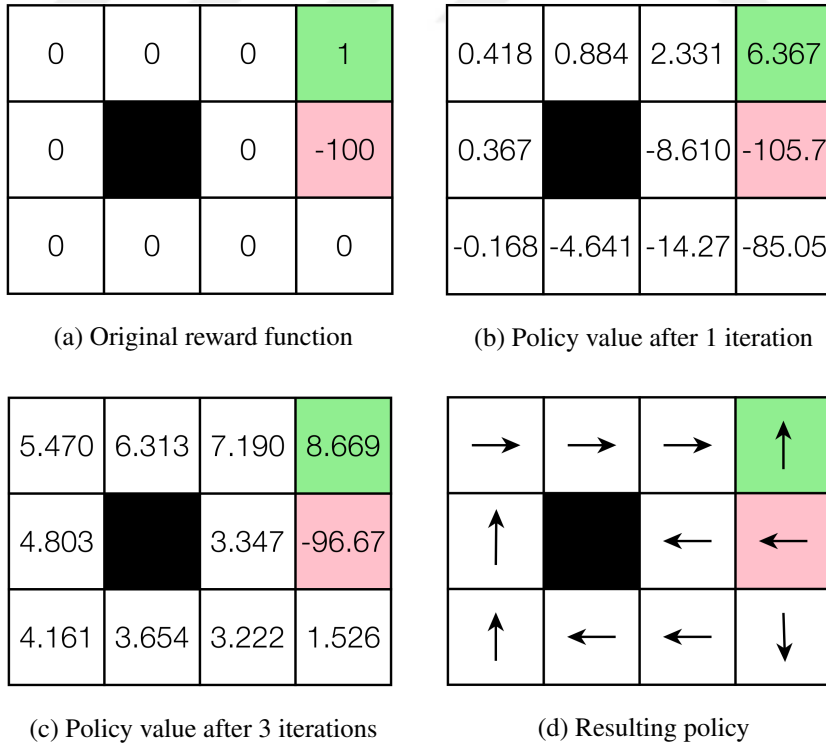 0 0 0 1 0.418 0.884 2.331 6.367
0 0 -100 0.367 -8.610 -105.7
0 0 0 0 -0.168 -4.641 -14.27 -85.05
(a) Original reward function (b) Policy value after 1 iteration
5.470 6.313 7.190 8.669
4.803 3.347 -96.67
4.161 3.654 3.222 1.526
(c) Policy value after 3 iterations (d) Resulting policy